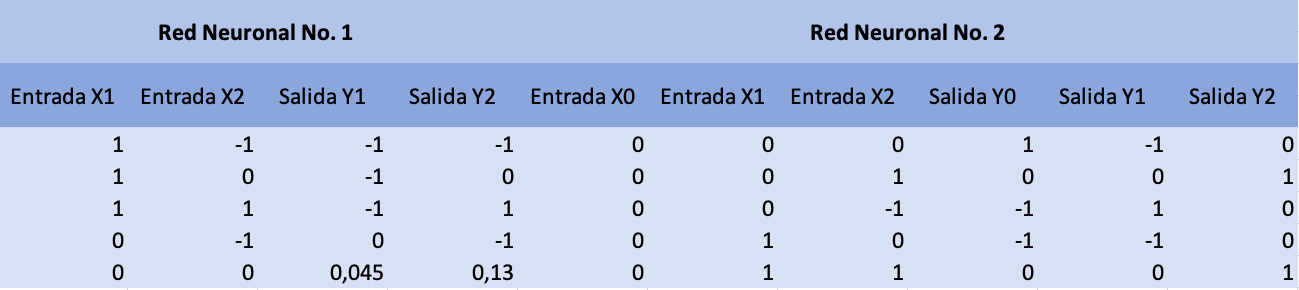 Red Neuronal No. 1 Red Neuronal No. 2
Entrada X1 Entrada X2 Salida Y1 Salida Y2 Entrada X0 Entrada X1 Entrada X2 Salida Y0 Salida Y1 Salida Y2
1 -1 -1 -1 0 0 0 1 -1 0
1 0 -1 0 0 0 1 0 0 1
1 1 -1 1 0 0 -1 -1 1 0
0 -1 0 -1 0 1 0 -1 -1 0
0 0 0,045 0,13 0 1 1 0 0 1